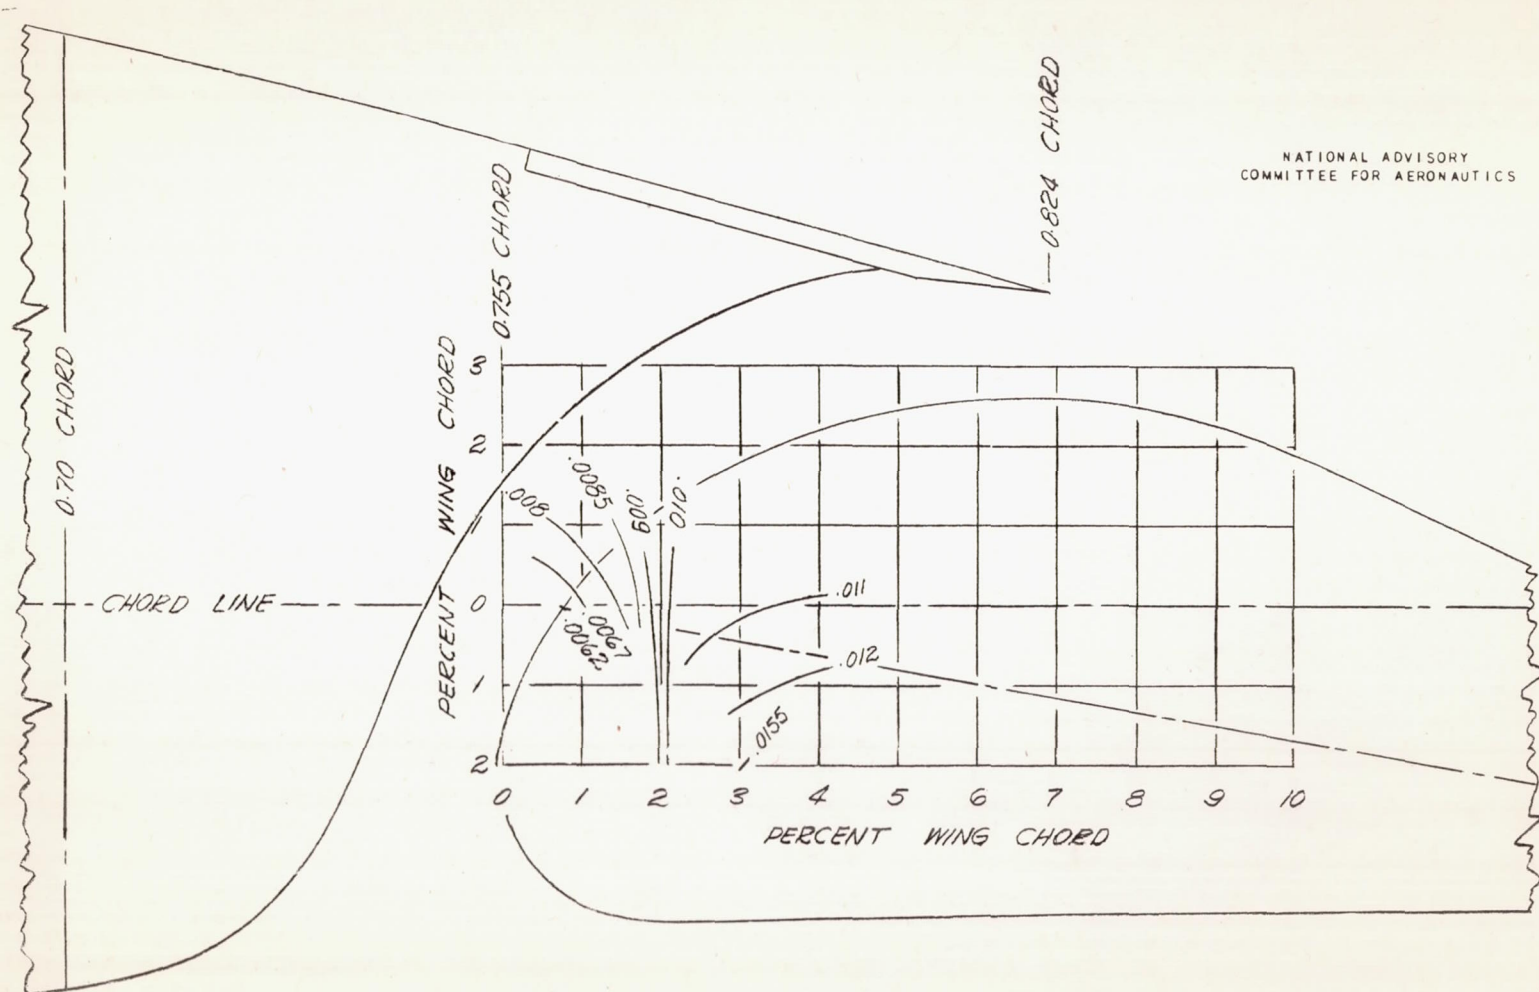 NATIONAL ADVISORY
COMMITTEE FOR AERONAUTICS
0.70 CHORD
0.755 CHORD
0.824 CHORD
CHORD LINE
PERCENT WING CHORD
3
2
0
1
2
.008
.0085
.009
.010
.0062
.0067
.011
.012
.0155
0 1 2 3 4 5 6 7 8 9 10
PERCENT WING CHORD